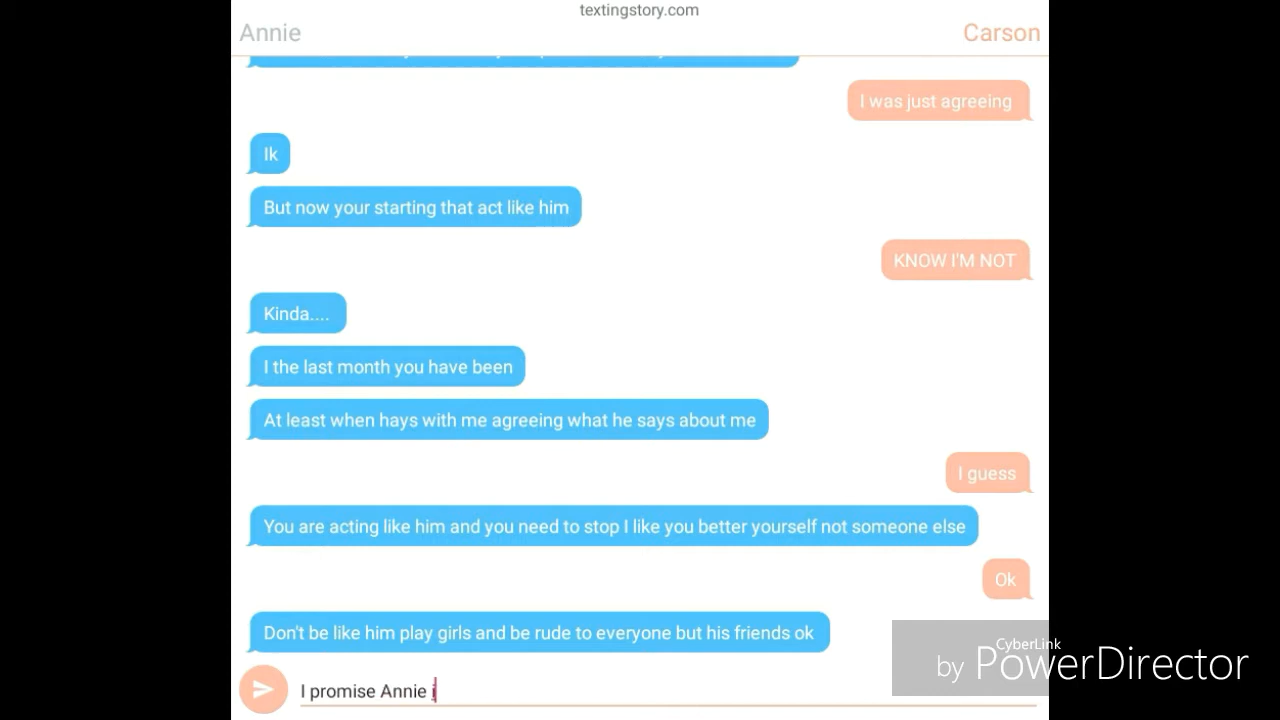 textingstory.com
Annie
Carson
I was just agreeing
Ik
But now your starting that act like him
KNOW I'M NOT
Kinda....
I the last month you have been
At least when hays with me agreeing what he says about me
I guess
You are acting like him and you need to stop I like you better yourself not someone else
Ok
Don't be like him play girls and be rude to everyone but his friends ok
I promise Annie i
CyberLink
by PowerDirector